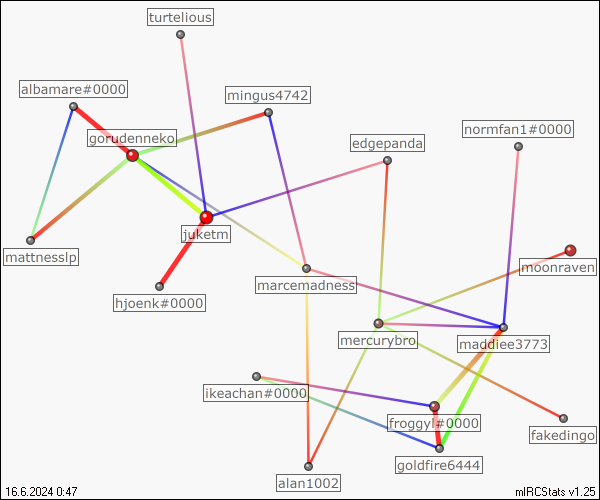 turtelious
albamare#0000
mingus4742
gorudenneko
normfan1#0000
edgepanda
juketm
mattnesslp
moonraven
marcemadness
hjoenk#0000
mercurybro
maddiee3773
ikeachan#0000
froggyl#0000
fakedingo
goldfire6444
alan1002
16.6.2024 0:47
mIRCStats v1.25